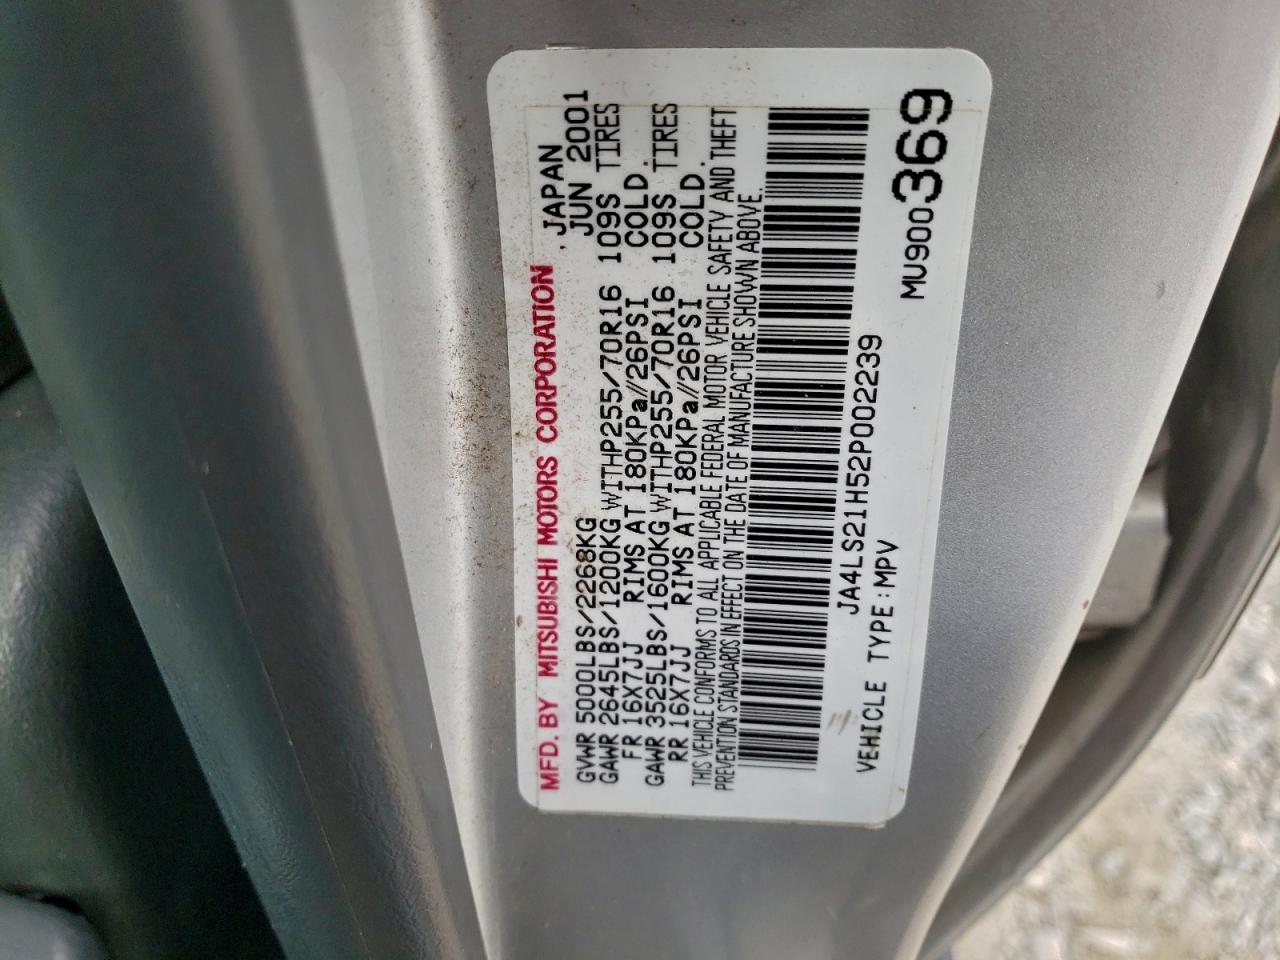 MFD. BY MITSUBISHI MOTORS CORPORATION , JAPAN
JUN 2001
GVWR 5000LBS/2268KG
GAWR 2645LBS/1200KG WITHP255/70R16 109S TIRES
FR 16X7JJ RIMS AT 180KPa//26PSI COLD.
GAWR 3525LBS/1600KG WITHP255/70R16 109S TIRES
RR 16X7JJ RIMS AT 180KPa//26PSI COLD.
THIS VEHICLE CONFORMS TO ALL APPLICABLE FEDERAL MOTOR VEHICLE SAFETY AND THEFT
PREVENTION STANDARDS IN EFFECT ON THE DATE OF MANUFACTURE SHOWN ABOVE.
JA4LS21H52P002239
VEHICLE TYPE:MPV
MU900369